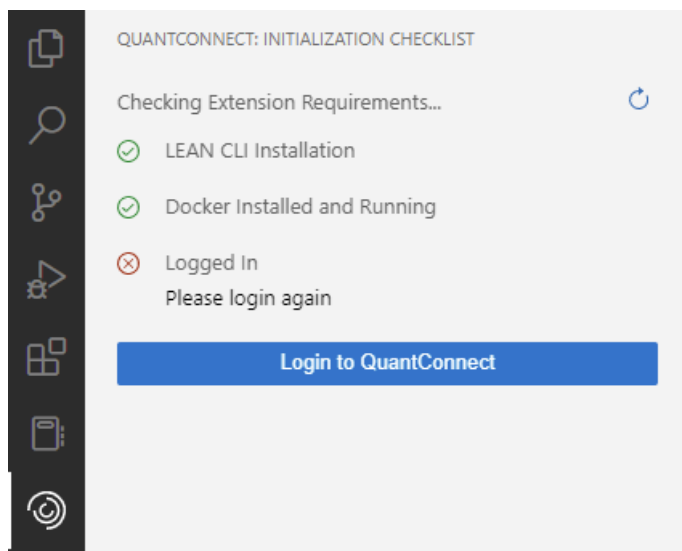 QUANTCONNECT: INITIALIZATION CHECKLIST
Checking Extension Requirements...
LEAN CLI Installation
Docker Installed and Running
Logged In
Please login again
Login to QuantConnect